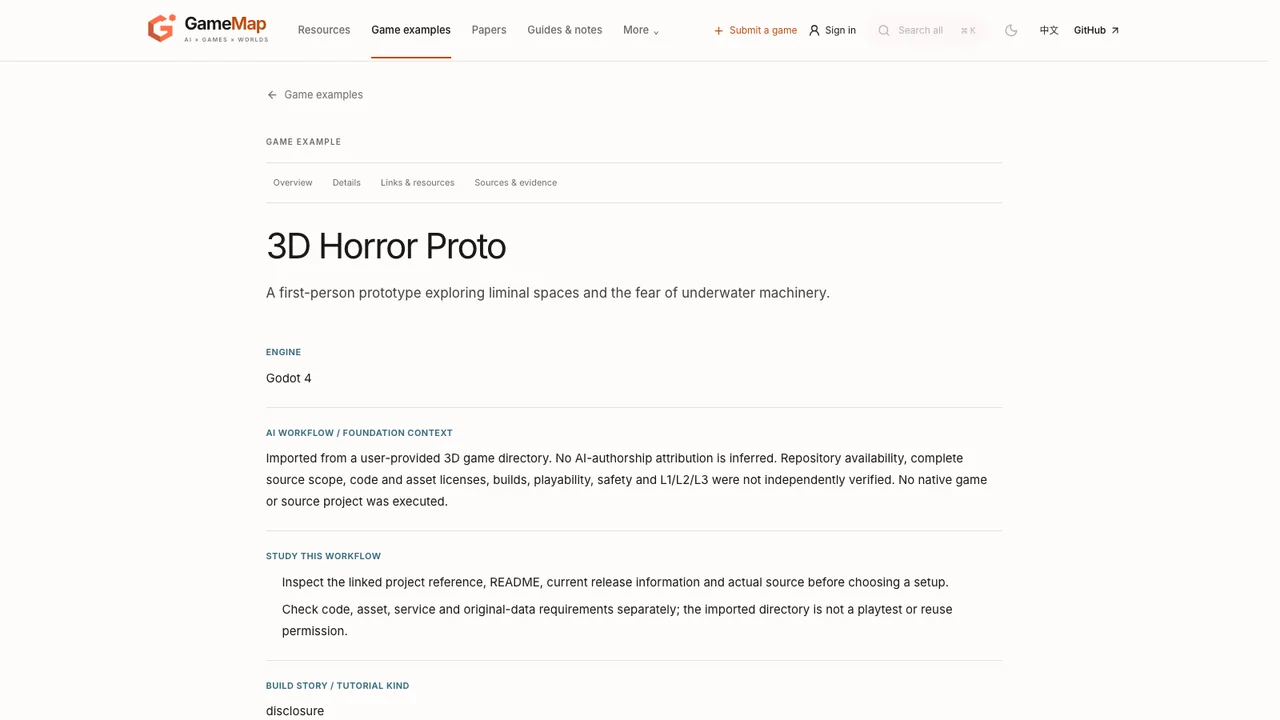 GameMap
AI × GAMES × WORLDS
Resources
Game examples
Papers
Guides & notes
More
+ Submit a game
Sign in
Search all
⌘ K
中文
GitHub ↗
← Game examples
GAME EXAMPLE
Overview
Details
Links & resources
Sources & evidence
3D Horror Proto
A first-person prototype exploring liminal spaces and the fear of underwater machinery.
ENGINE
Godot 4
AI WORKFLOW / FOUNDATION CONTEXT
Imported from a user-provided 3D game directory. No AI-authorship attribution is inferred. Repository availability, complete
source scope, code and asset licenses, builds, playability, safety and L1/L2/L3 were not independently verified. No native game
or source project was executed.
STUDY THIS WORKFLOW
Inspect the linked project reference, README, current release information and actual source before choosing a setup.
Check code, asset, service and original-data requirements separately; the imported directory is not a playtest or reuse
permission.
BUILD STORY / TUTORIAL KIND
disclosure